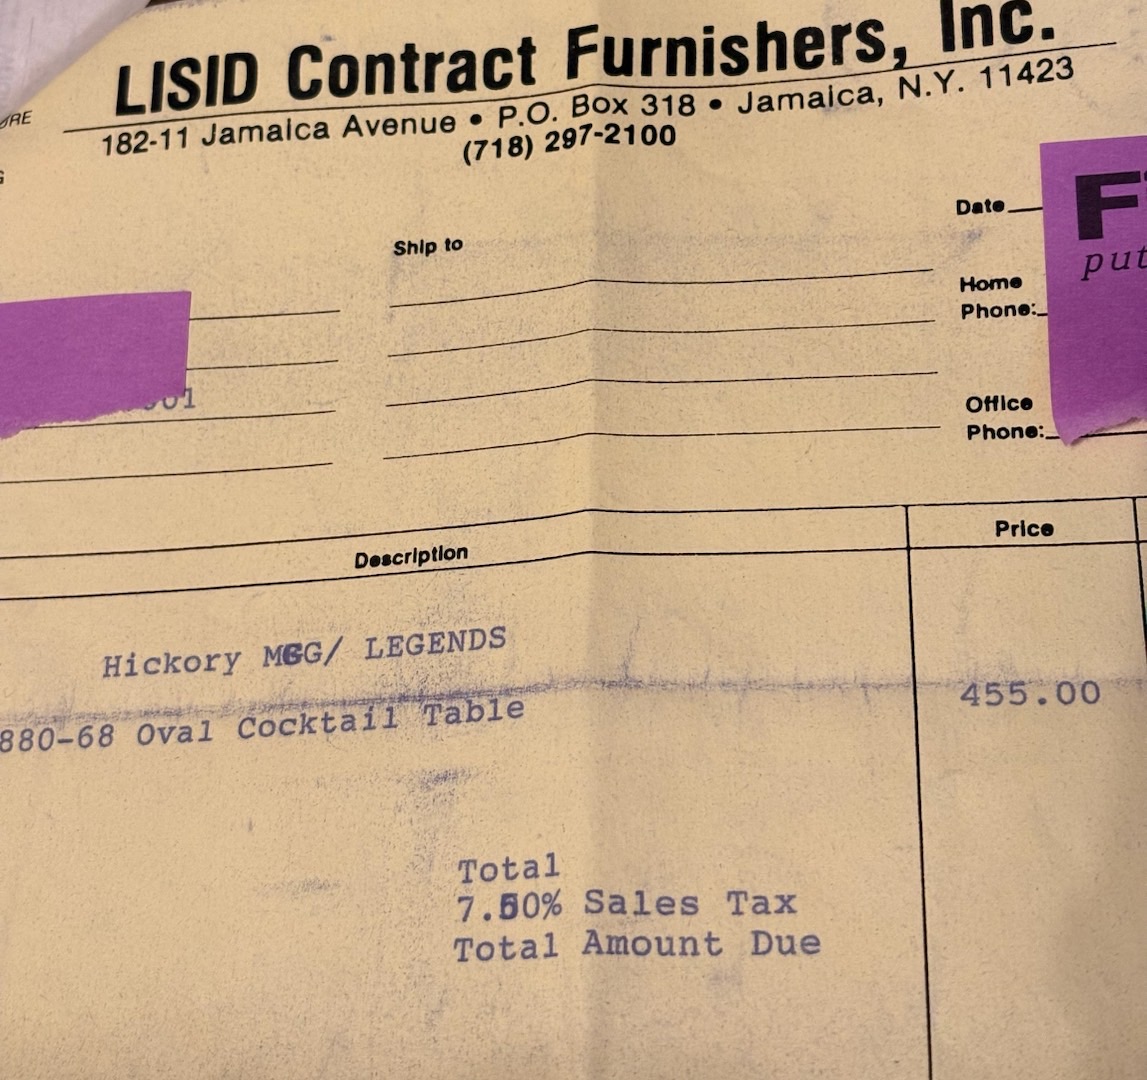 LISID Contract Furnishers, Inc.
182-11 Jamaica Avenue • P.O. Box 318 • Jamaica, N.Y. 11423
(718) 297-2100
Date
Ship to
put
Home
Phone:
Office
Phone:
Description Price
Hickory MGG/ LEGENDS
880-68 Oval Cocktail Table 455.00
Total
7.50% Sales Tax
Total Amount Due